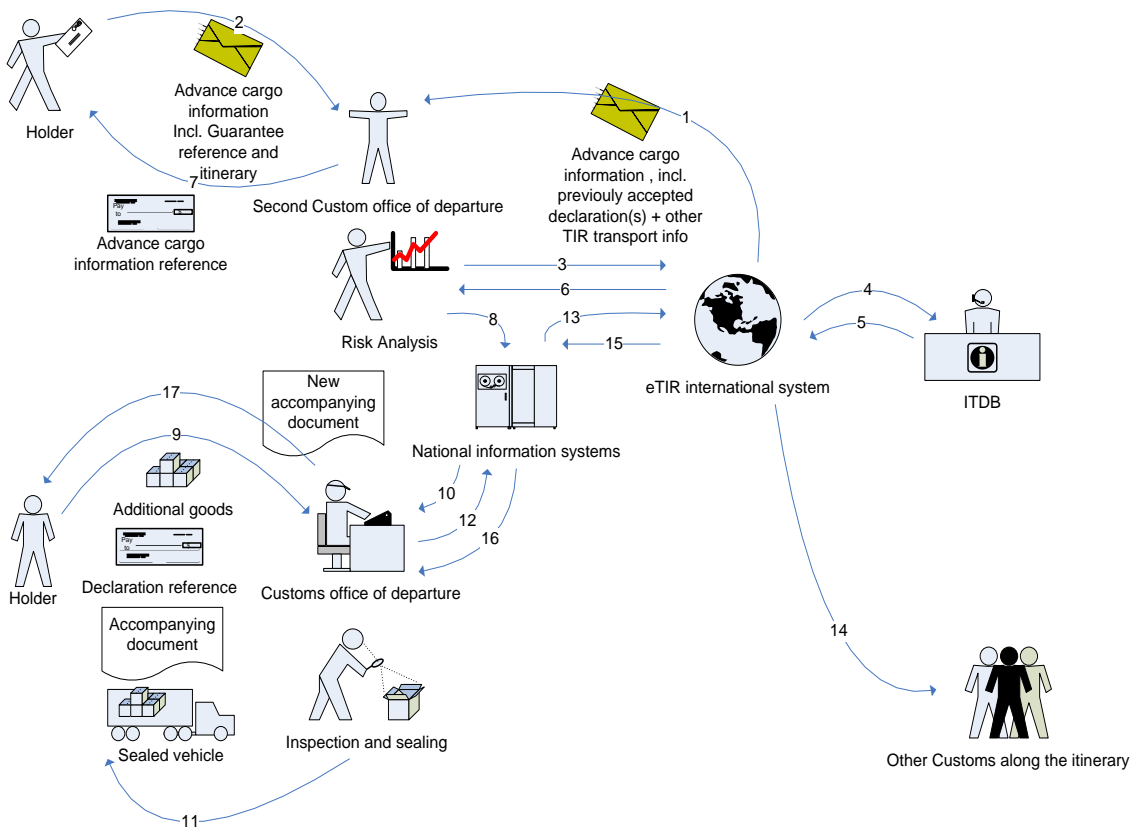 2
Advance cargo
information
Incl. Guarantee
reference and
itinerary
Holder
7
Pay
to
Advance cargo
information reference
Second Custom office of departure
1
Advance cargo
information , incl.
previouly accepted
declaration(s) + other
TIR transport info
3
6
Risk Analysis
8
13
15
4
5
eTIR international system
i
ITDB
National information systems
17
New
accompanying
document
9
Additional goods
10
12
16
Pay
to
Declaration reference
Holder
Customs office of departure
Accompanying
document
Sealed vehicle
Inspection and sealing
11
14
Other Customs along the itinerary